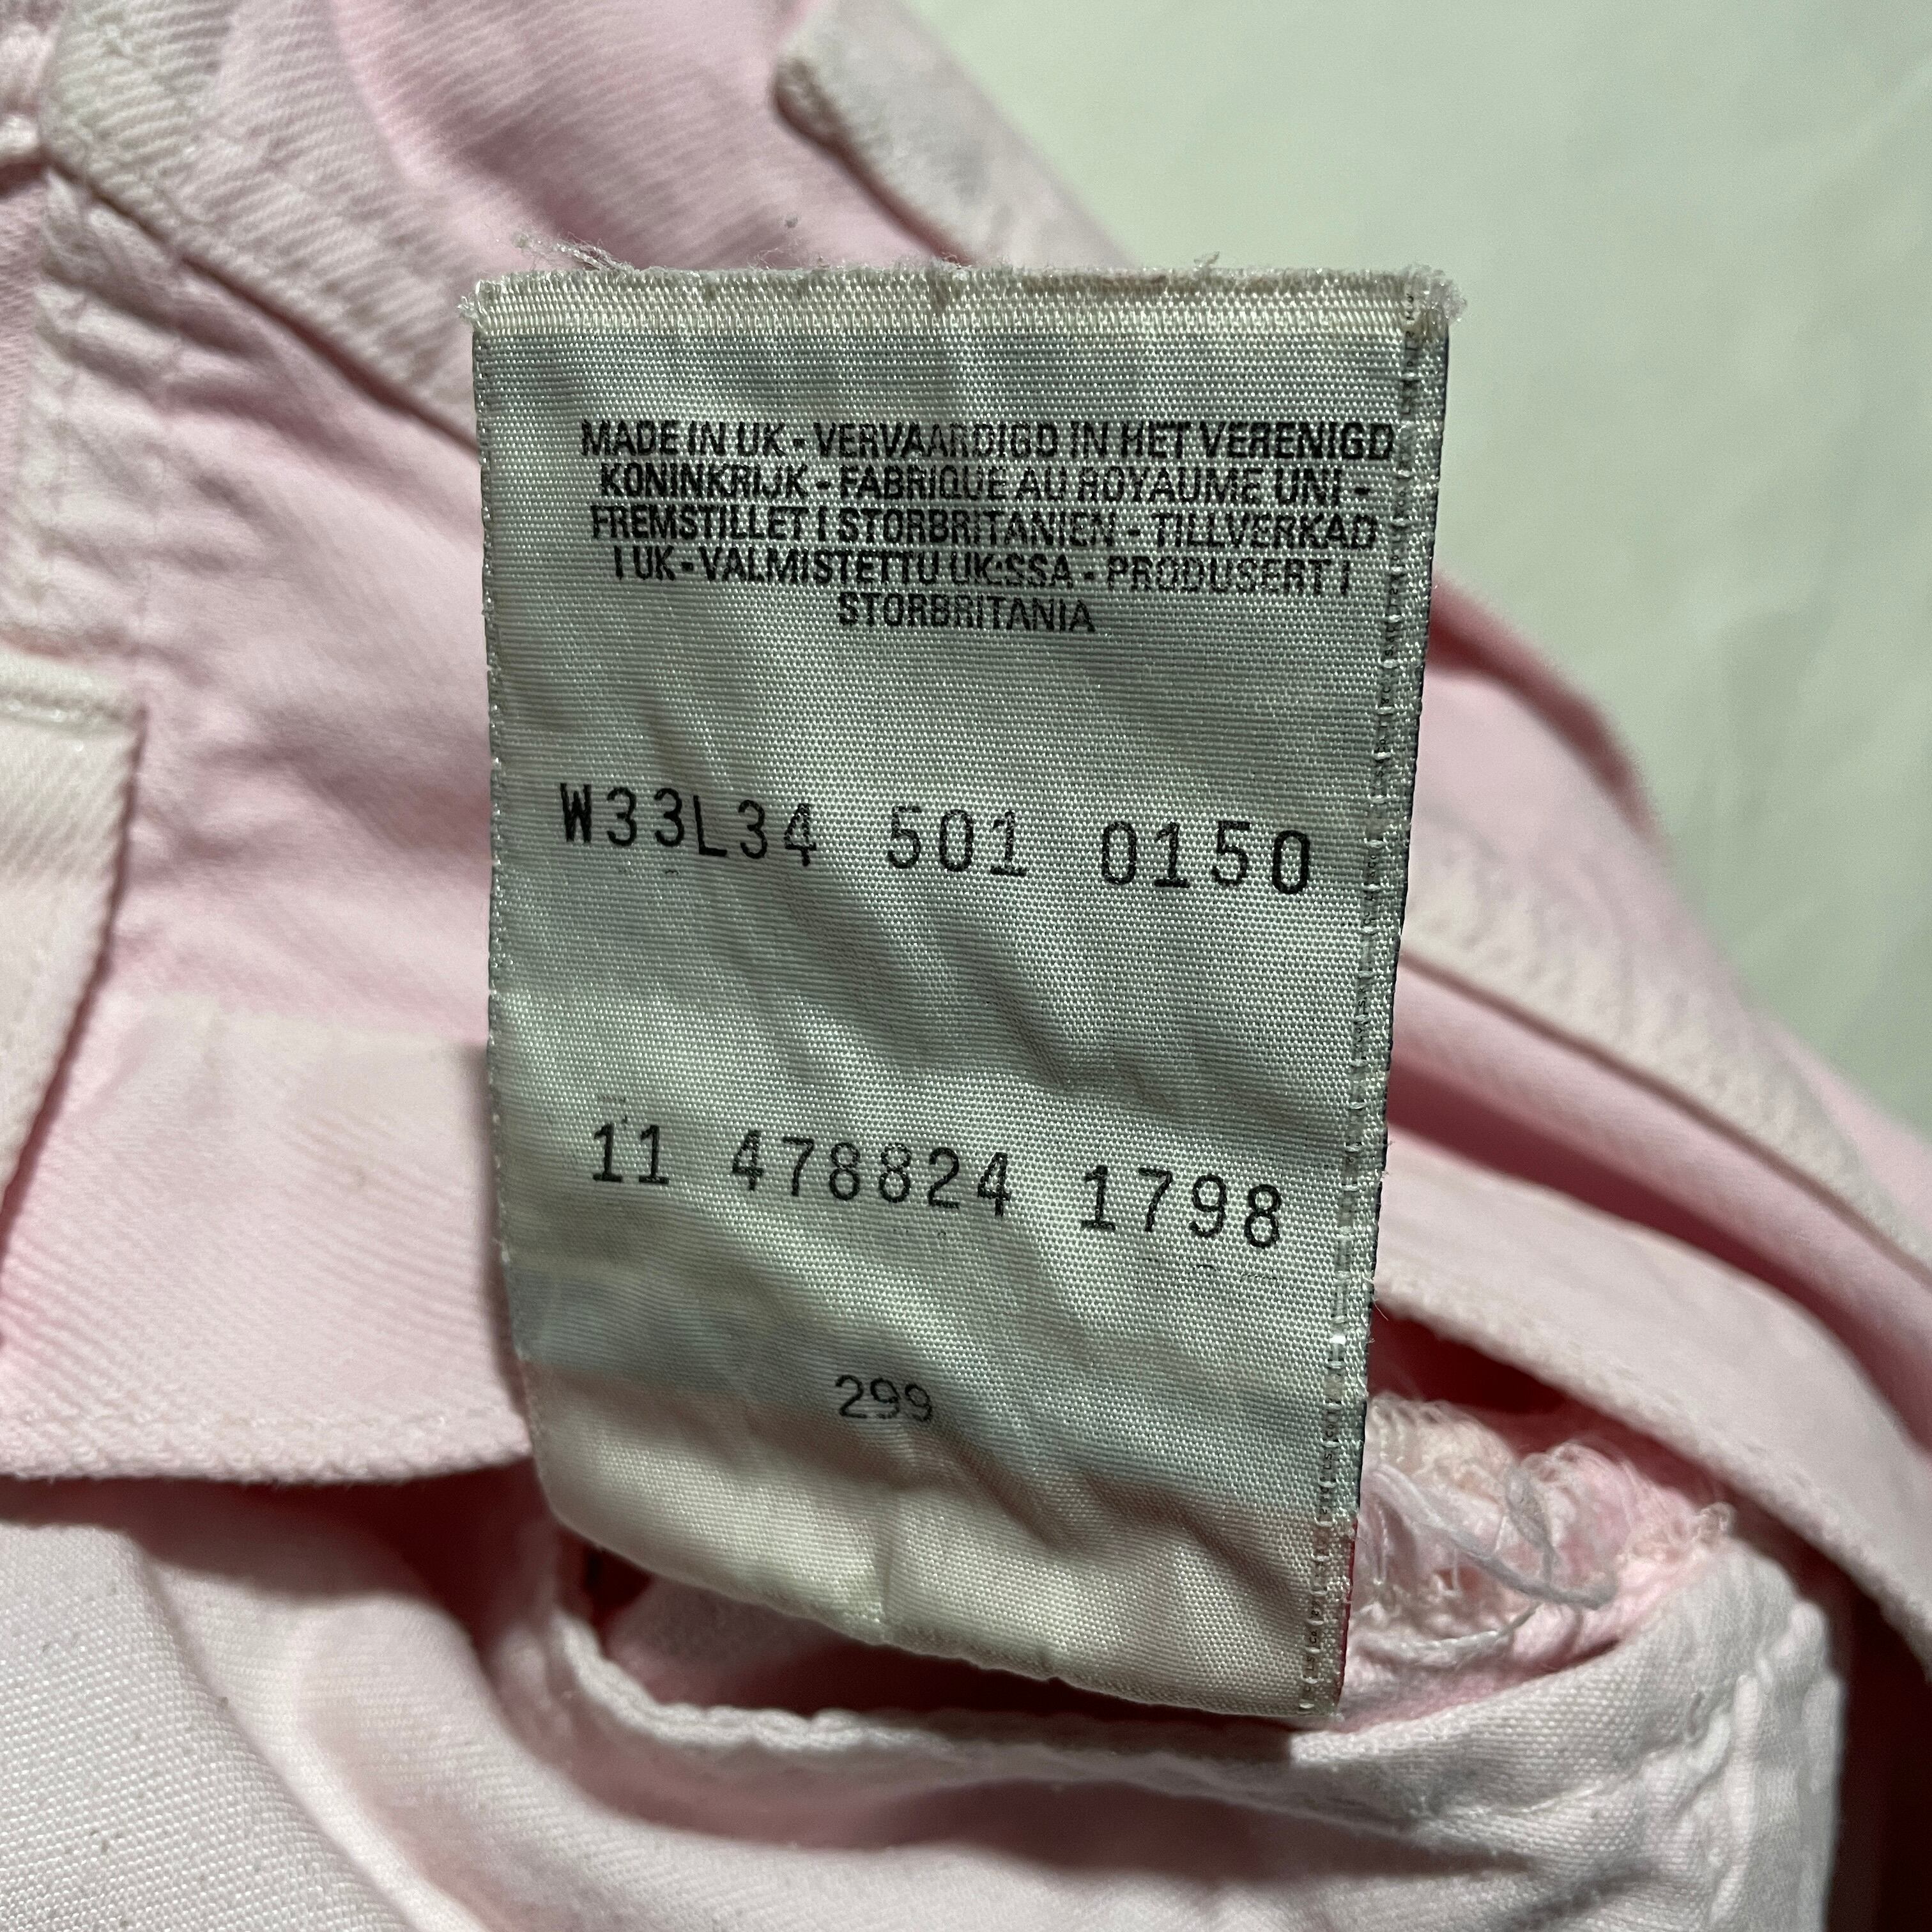 MADE IN UK - VERVAARDIGD IN HET VERENIGD
KONINKRIJK - FABRIQUE AU ROYAUME UNI -
FREMSTILLET I STORBRITANIEN - TILLVERKAD
I UK - VALMISTETTU UK:SSA - PRODUSERT I
STORBRITANIA
W33L34 501 0150
11 478824 1798
299